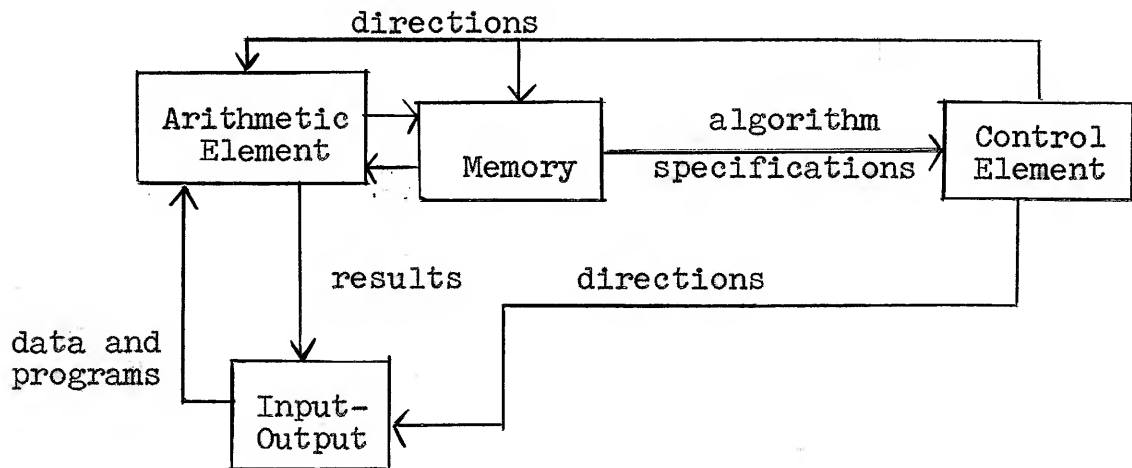 directions
Arithmetic
Element
Memory
algorithm
specifications
Control
Element
results
directions
data and
programs
Input-
Output